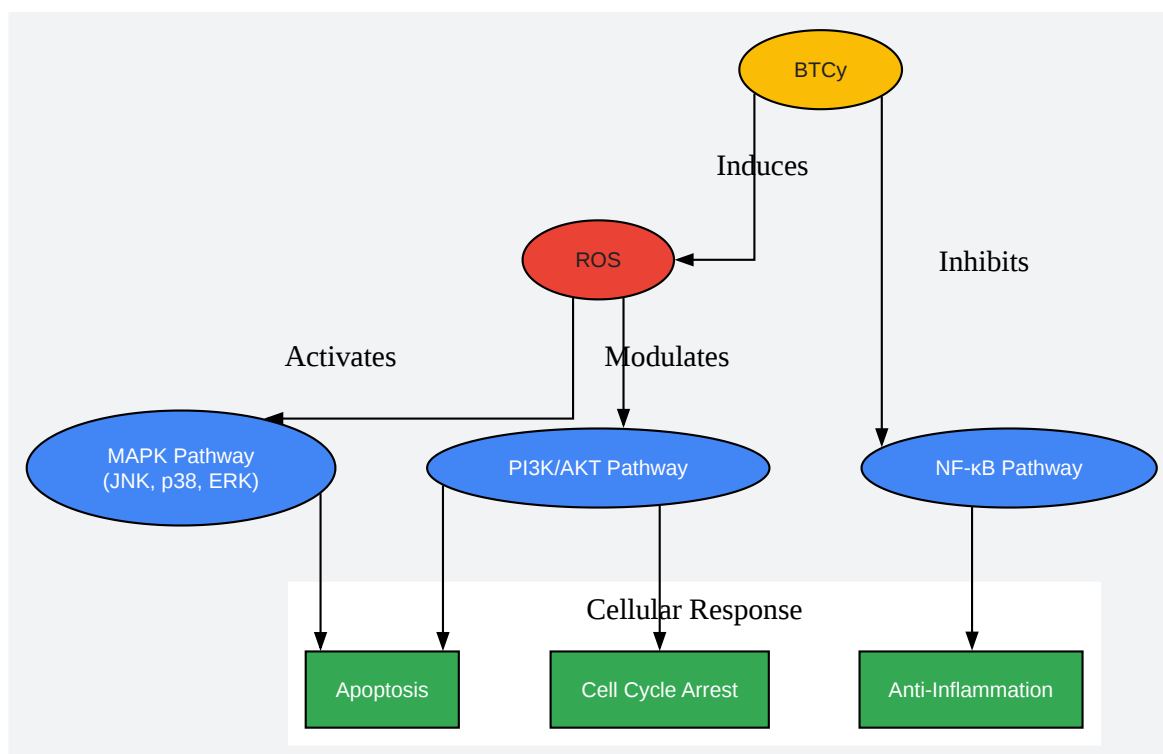 BTCy
Induces
ROS
Inhibits
Activates
Modulates
MAPK Pathway
(JNK, p38, ERK)
PI3K/AKT Pathway
NF-κB Pathway
Cellular Response
Apoptosis
Cell Cycle Arrest
Anti-Inflammation